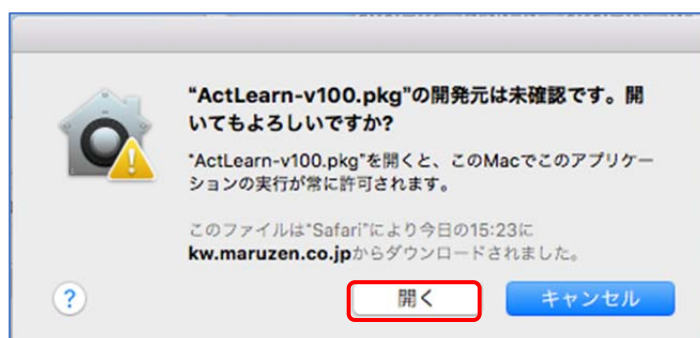 “ActLearn-v100.pkg”の開発元は未確認です。開
いてもよろしいですか?
“ActLearn-v100.pkg”を開くと、このMacでこのアプリケー
ションの実行が常に許可されます。
このファイルは“Safari”により今日の15:23に
kw.maruzen.co.jpからダウンロードされました。
?
開く
キャンセル